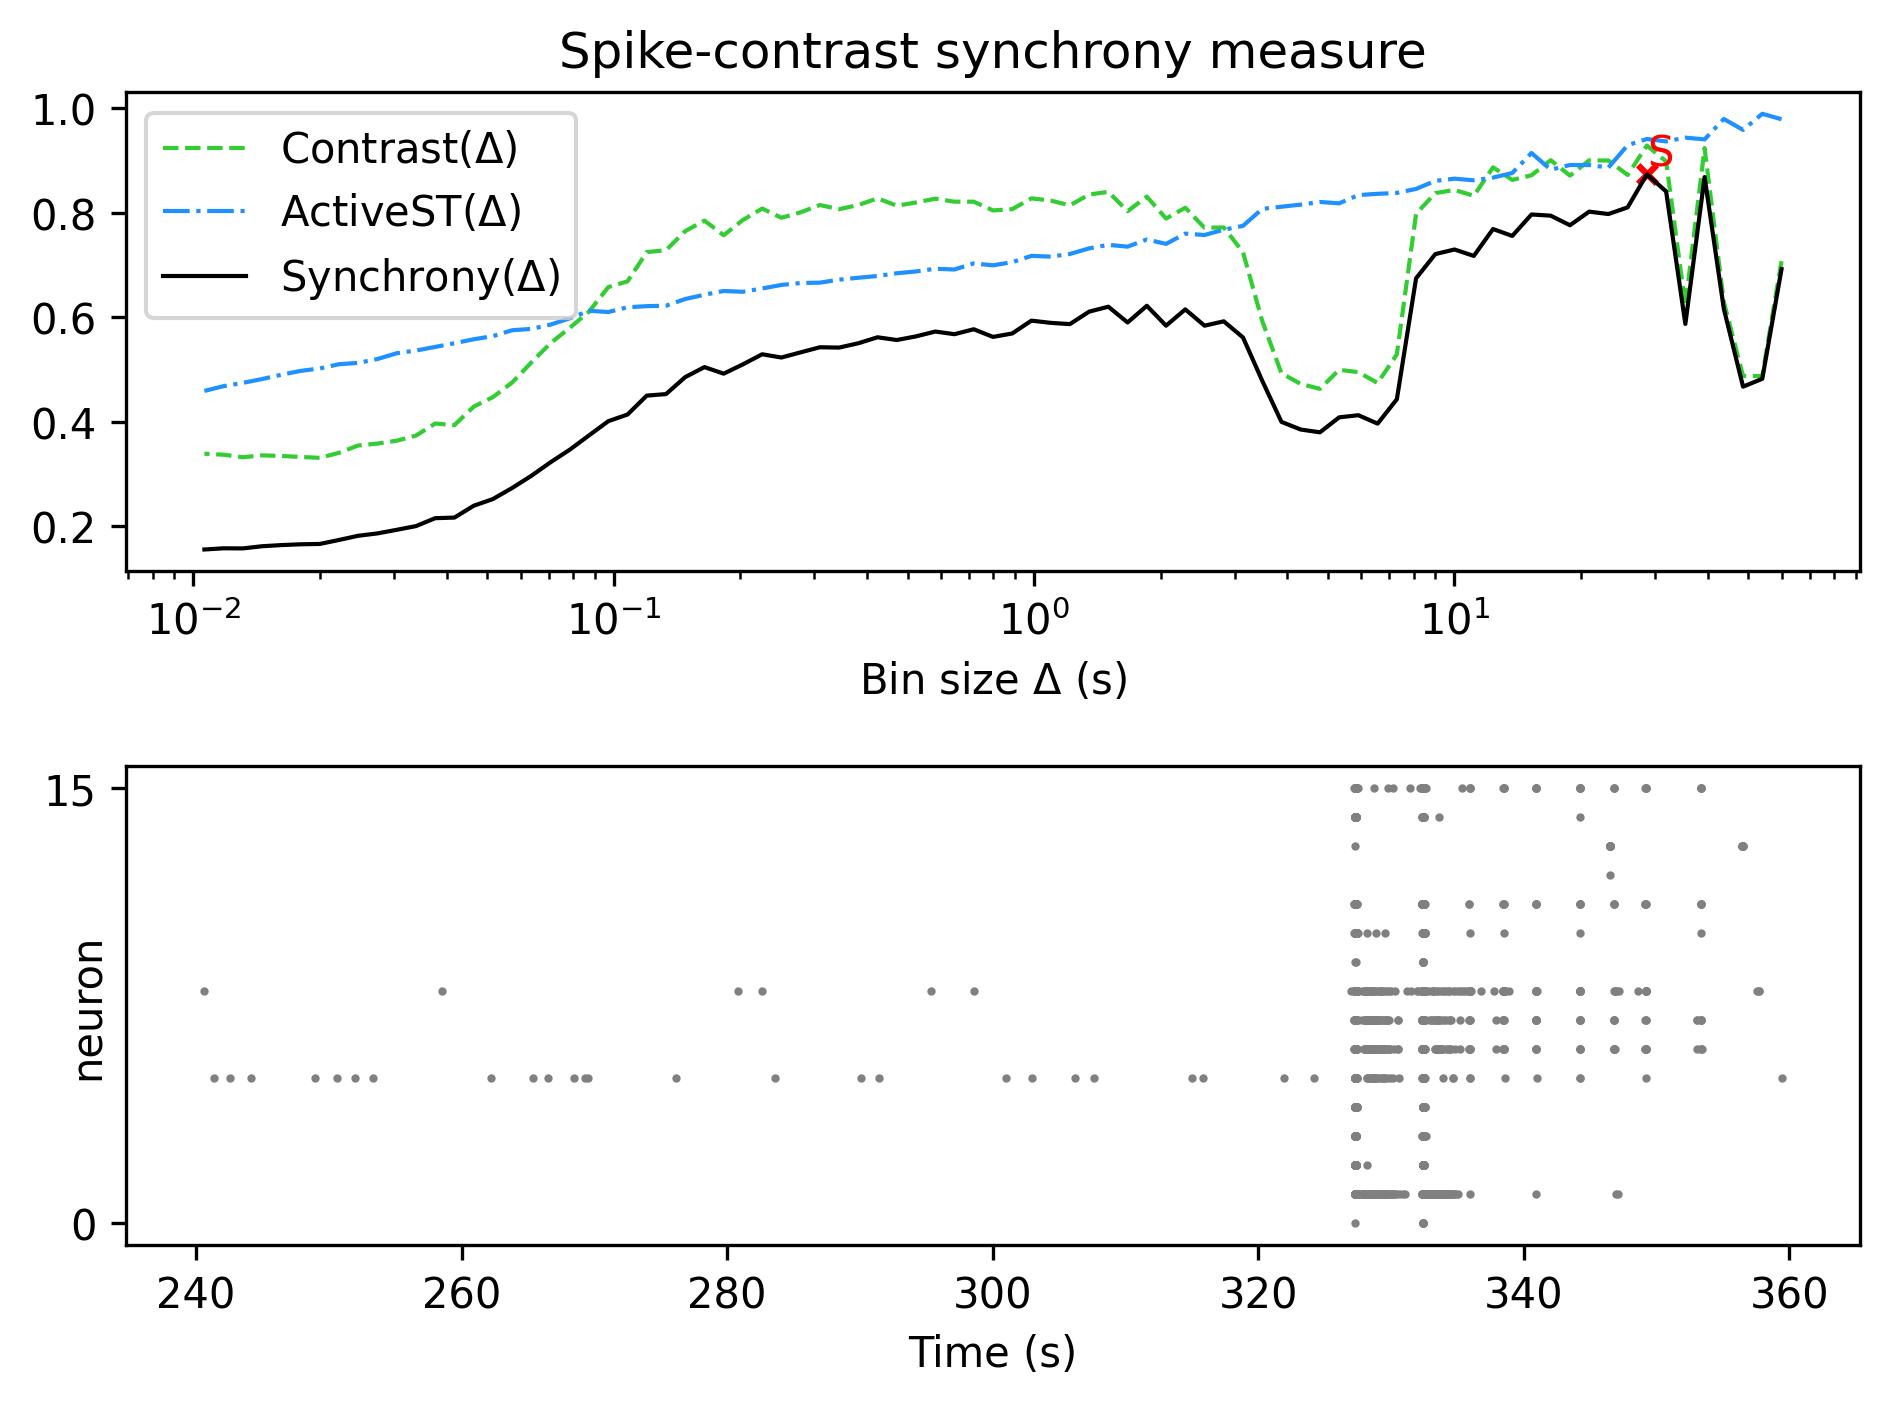 Spike-contrast synchrony measure
1.0
0.8
0.6
0.4
0.2
Contrast(Δ)
ActiveST(Δ)
Synchrony(Δ)
S
10⁻² 10⁻¹ 10⁰ 10¹
Bin size Δ (s)
15
0
neuron
240 260 280 300 320 340 360
Time (s)